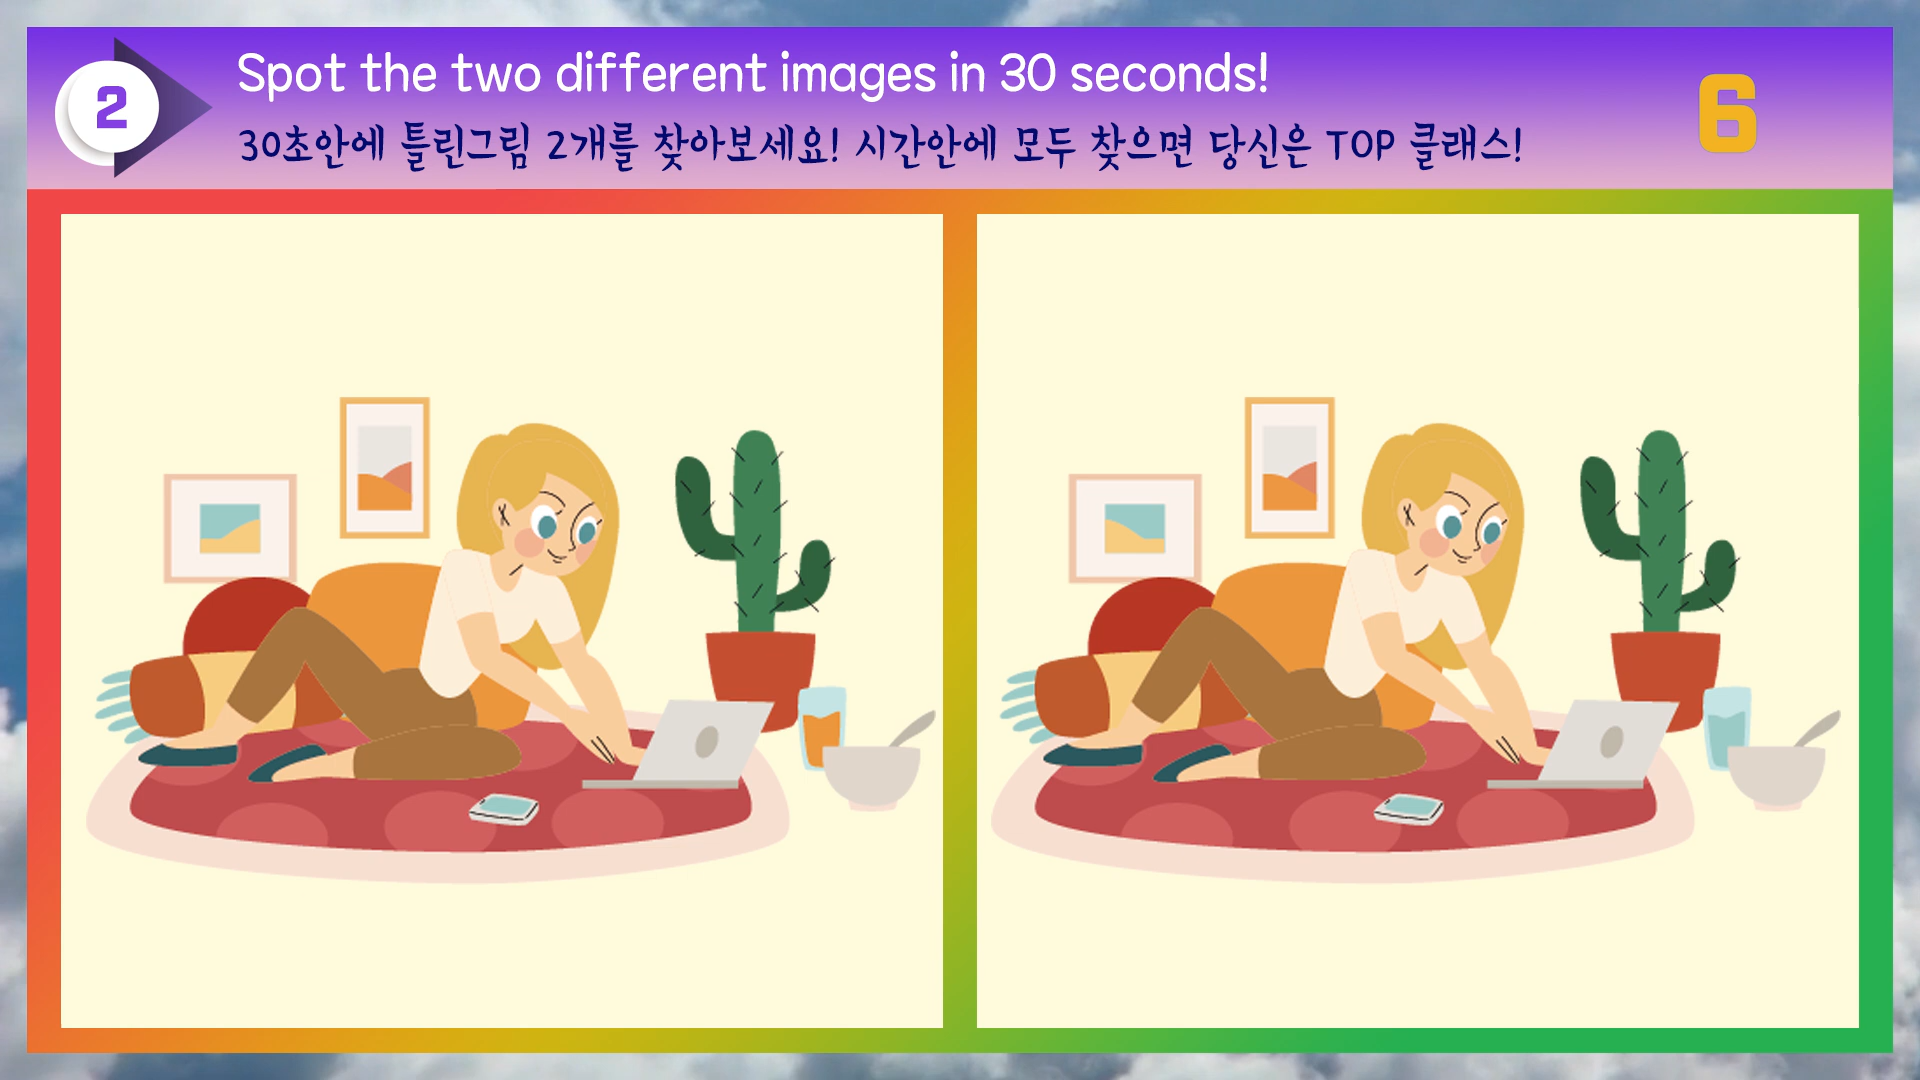 2
Spot the two different images in 30 seconds!
30초안에 틀린그림 2개를 찾아보세요! 시간안에 모두 찾으면 당신은 TOP 클래스!
6